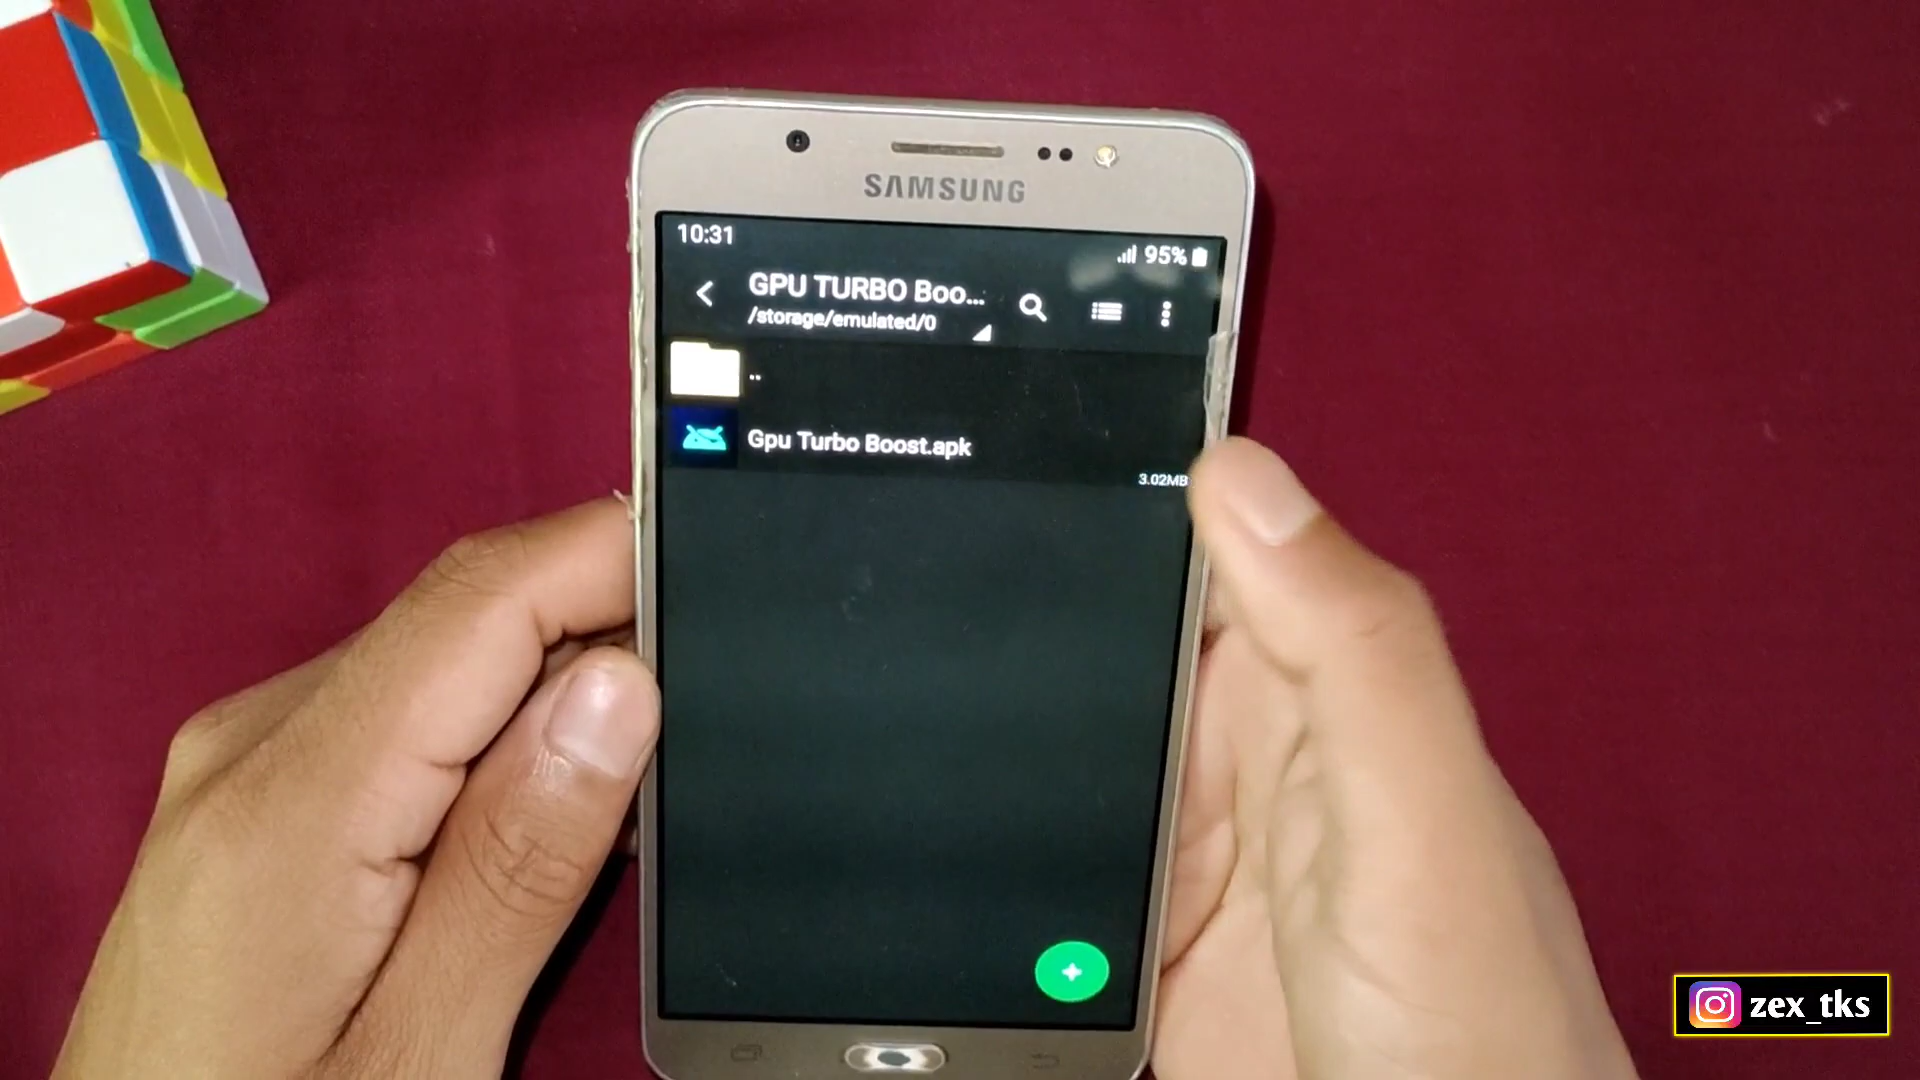 SAMSUNG
10:31
95%
GPU TURBO Boo...
/storage/emulated/0
..
Gpu Turbo Boost.apk
3.02MB
zex_tks